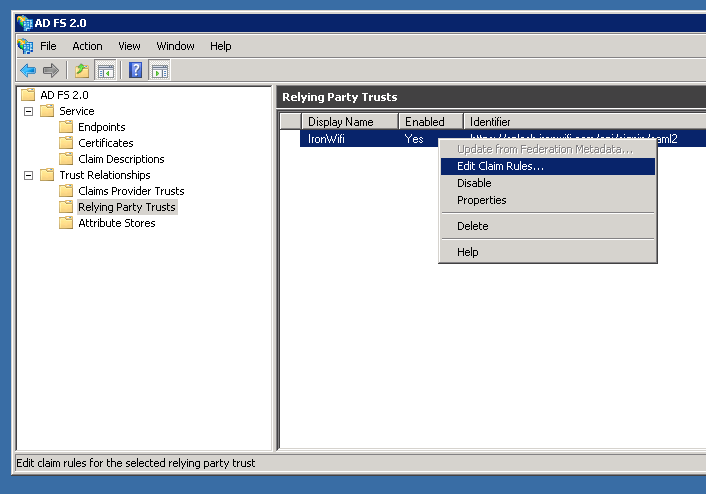 AD FS 2.0
File Action View Window Help
AD FS 2.0
Service
Endpoints
Certificates
Claim Descriptions
Trust Relationships
Claims Provider Trusts
Relying Party Trusts
Attribute Stores
Relying Party Trusts
Display Name Enabled Identifier
IronWifi Yes
Update from Federation Metadata...
Edit Claim Rules...
Disable
Properties
Delete
Help
Edit claim rules for the selected relying party trust